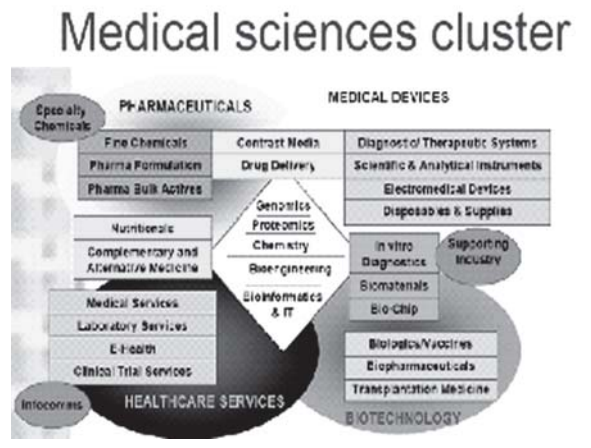 Medical sciences cluster
Specialty
Chemicals
PHARMACEUTICALS
MEDICAL DEVICES
Fine Chemicals
Pharma Formulation
Pharma Bulk Actives
Contrast Media
Drug Delivery
Diagnost c/ Therapeutic Systems
Scientific & Analytical Instruments
Electromedical Devices
Disposables & Supplies
Nutritionals
Complementary and
Alternative Medicine
Genomics
Proteomics
Chemistry
Bioengineering
Bioinformatics
& IT
In vitro
Diagnostics
Biomaterials
Bio-Chip
Supporting
Industry
Medical Services
Laboratory Services
E-Health
Clinical Trial Services
Biologics/Vaccines
Biopharmaceuticals
Transplantation Medicine
Infocomms
HEALTHCARE SERVICES
BIOTECHNOLOGY